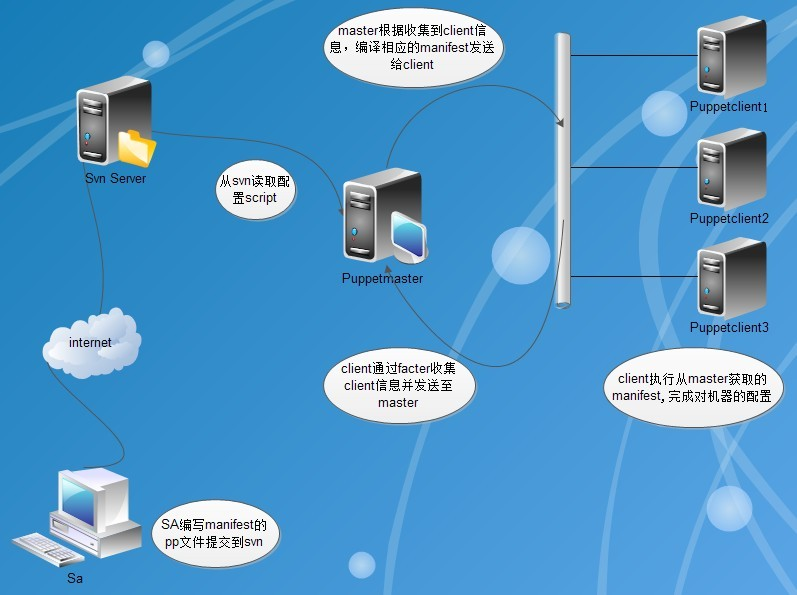 master根据收集到client信
息，编译相应的manifest发送
给client
Puppetclient1
Svn Server
从svn读取配
置script
Puppetclient2
Puppetmaster
Puppetclient3
internet
client通过facter收集
client信息并发送至
master
client执行从master获取的
manifest,完成对机器的配置
SA编写manifest的
pp文件提交到svn
Sa